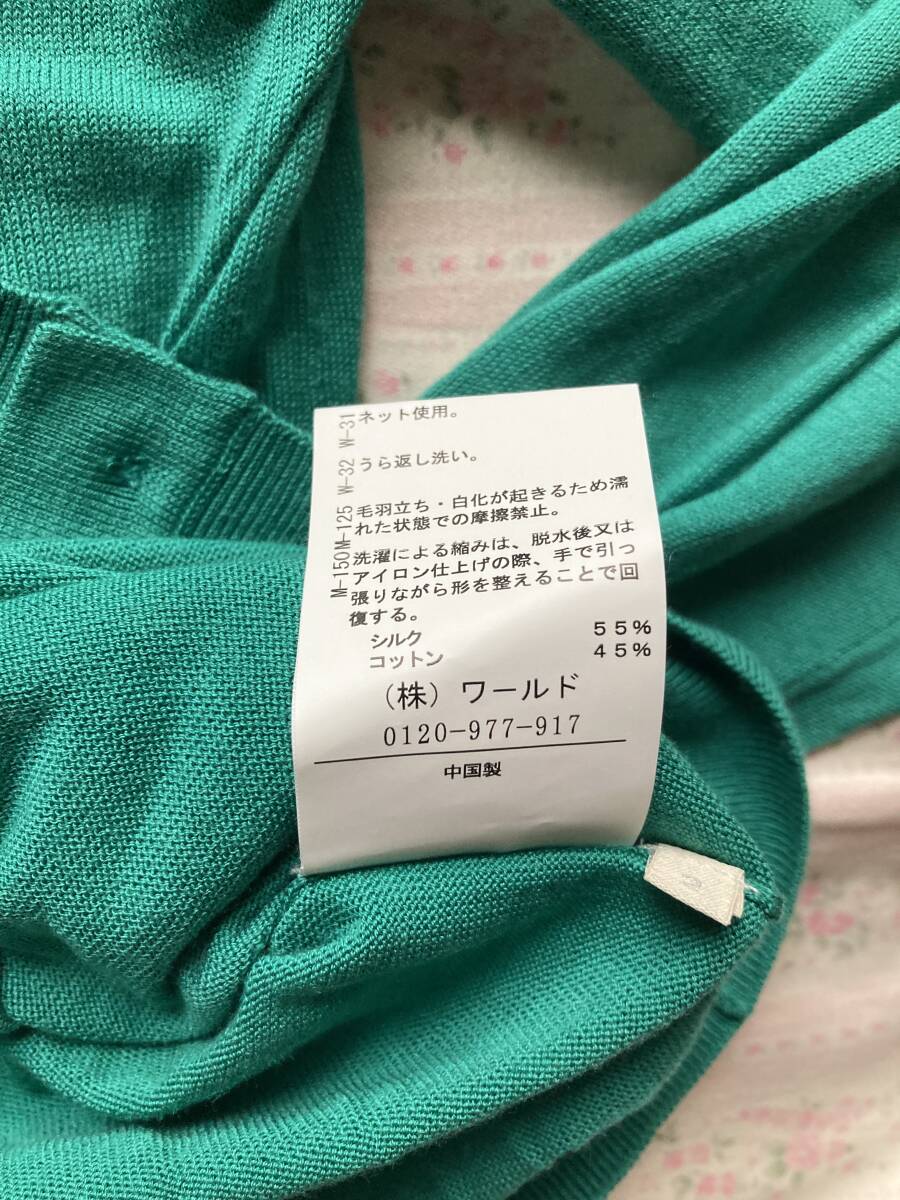 ネット使用。
うら返し洗い。
毛羽立ち・白化が起きるため濡
れた状態での摩擦禁止。
洗濯による縮みは、脱水後又は
アイロン仕上げの際、手で引っ
張りながら形を整えることで回
復する。
シルク 55%
コットン 45%
(株)ワールド
0120-977-917
中国製
M-150M-125 W-32 W-31